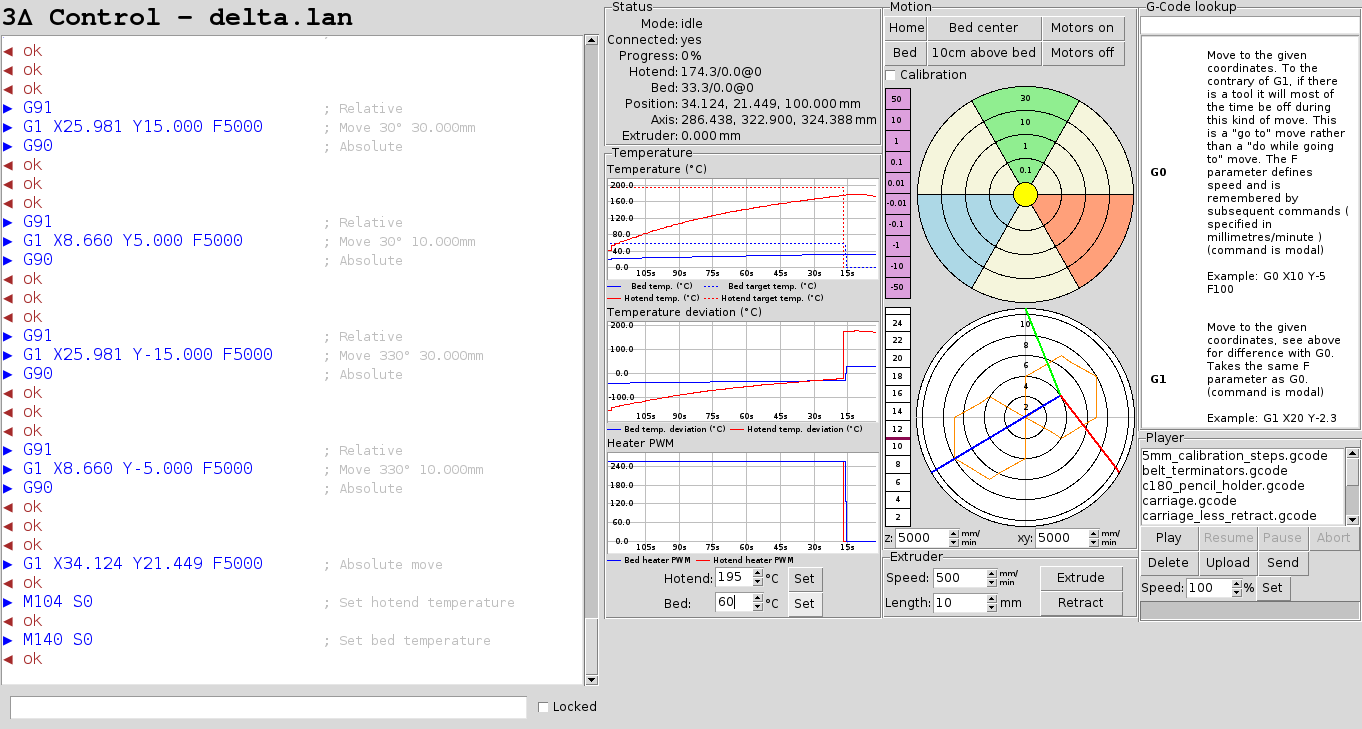 3Δ Control – delta.lan
◀ ok
◀ ok
◀ ok
▶ G91 ; Relative
▶ G1 X25.981 Y15.000 F5000 ; Move 30° 30.000mm
▶ G90 ; Absolute
◀ ok
◀ ok
◀ ok
▶ G91 ; Relative
▶ G1 X8.660 Y5.000 F5000 ; Move 30° 10.000mm
▶ G90 ; Absolute
◀ ok
◀ ok
◀ ok
▶ G91 ; Relative
▶ G1 X25.981 Y-15.000 F5000 ; Move 330° 30.000mm
▶ G90 ; Absolute
◀ ok
◀ ok
◀ ok
▶ G91 ; Relative
▶ G1 X8.660 Y-5.000 F5000 ; Move 330° 10.000mm
▶ G90 ; Absolute
◀ ok
◀ ok
◀ ok
▶ G1 X34.124 Y21.449 F5000 ; Absolute move
◀ ok
▶ M104 S0 ; Set hotend temperature
◀ ok
▶ M140 S0 ; Set bed temperature
◀ ok
Locked
Status
Mode: idle
Connected: yes
Progress: 0%
Hotend: 174.3/0.0@0
Bed: 33.3/0.0@0
Position: 34.124, 21.449, 100.000 mm
Axis: 286.438, 322.900, 324.388 mm
Extruder: 0.000 mm
Temperature
Temperature (°C)
200.0
160.0
120.0
80.0
40.0
0.0
105s 90s 75s 60s 45s 30s 15s
Bed temp. (°C) Bed target temp. (°C)
Hotend temp. (°C) Hotend target temp. (°C)
Temperature deviation (°C)
200.0
100.0
0.0
-100.0
105s 90s 75s 60s 45s 30s 15s
Bed temp. deviation (°C) Hotend temp. deviation (°C)
Heater PWM
240.0
180.0
120.0
60.0
0.0
105s 90s 75s 60s 45s 30s 15s
Bed heater PWM Hotend heater PWM
Hotend: 195 °C Set
Bed: 60 °C Set
Motion
Home Bed center Motors on
Bed 10cm above bed Motors off
Calibration
50
10
1
0.1
0.01
-0.01
-0.1
-1
-10
-50
30
10
1
0.1
24
22
20
18
16
14
12
10
8
6
4
2
10
8
6
4
2
z: 5000 mm/min xy: 5000 mm/min
Extruder
Speed: 500 mm/min Extrude
Length: 10 mm Retract
G-Code lookup
G0
Move to the given
coordinates. To the
contrary of G1, if there
is a tool it will most of
the time be off during
this kind of move. This
is a "go to" move rather
than a "do while going
to" move. The F
parameter defines
speed and is
remembered by
subsequent commands (
specified in
millimetres/minute )
(command is modal)
Example: G0 X10 Y-5
F100
G1
Move to the given
coordinates, see above
for difference with G0.
Takes the same F
parameter as G0.
(command is modal)
Example: G1 X20 Y-2.3
Player
5mm_calibration_steps.gcode
belt_terminators.gcode
c180_pencil_holder.gcode
carriage.gcode
carriage_less_retract.gcode
Play Resume Pause Abort
Delete Upload Send
Speed: 100 % Set